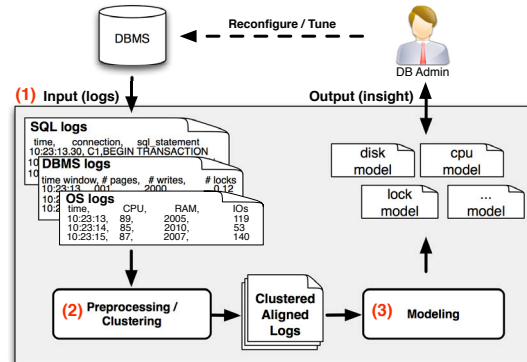 DBMS
Reconfigure / Tune
DB Admin
(1) Input (logs)
Output (insight)
SQL logs
time, connection, sql_statement
10:23:13.30, C1,BEGIN TRANSACTION
DBMS logs
time window, # pages, # writes, # locks
10:23:13, 001, 2000, 0.12
OS logs
time, CPU, RAM, IOs
10:23:13, 89, 2005, 119
10:23:14, 85, 2010, 53
10:23:15, 87, 2007, 140
disk
model
cpu
model
lock
model
...
model
(2) Preprocessing /
Clustering
Clustered
Aligned
Logs
(3) Modeling